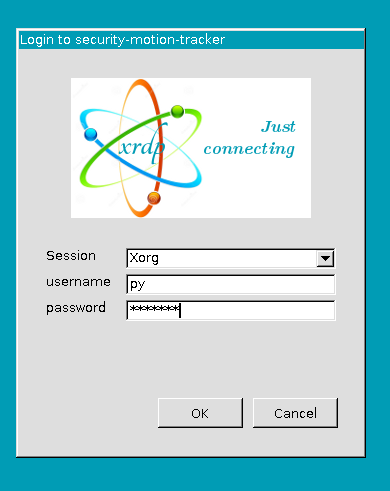 Login to security-motion-tracker
xrdp
Just
connecting
Session
Xorg
username
py
password
*******
OK
Cancel